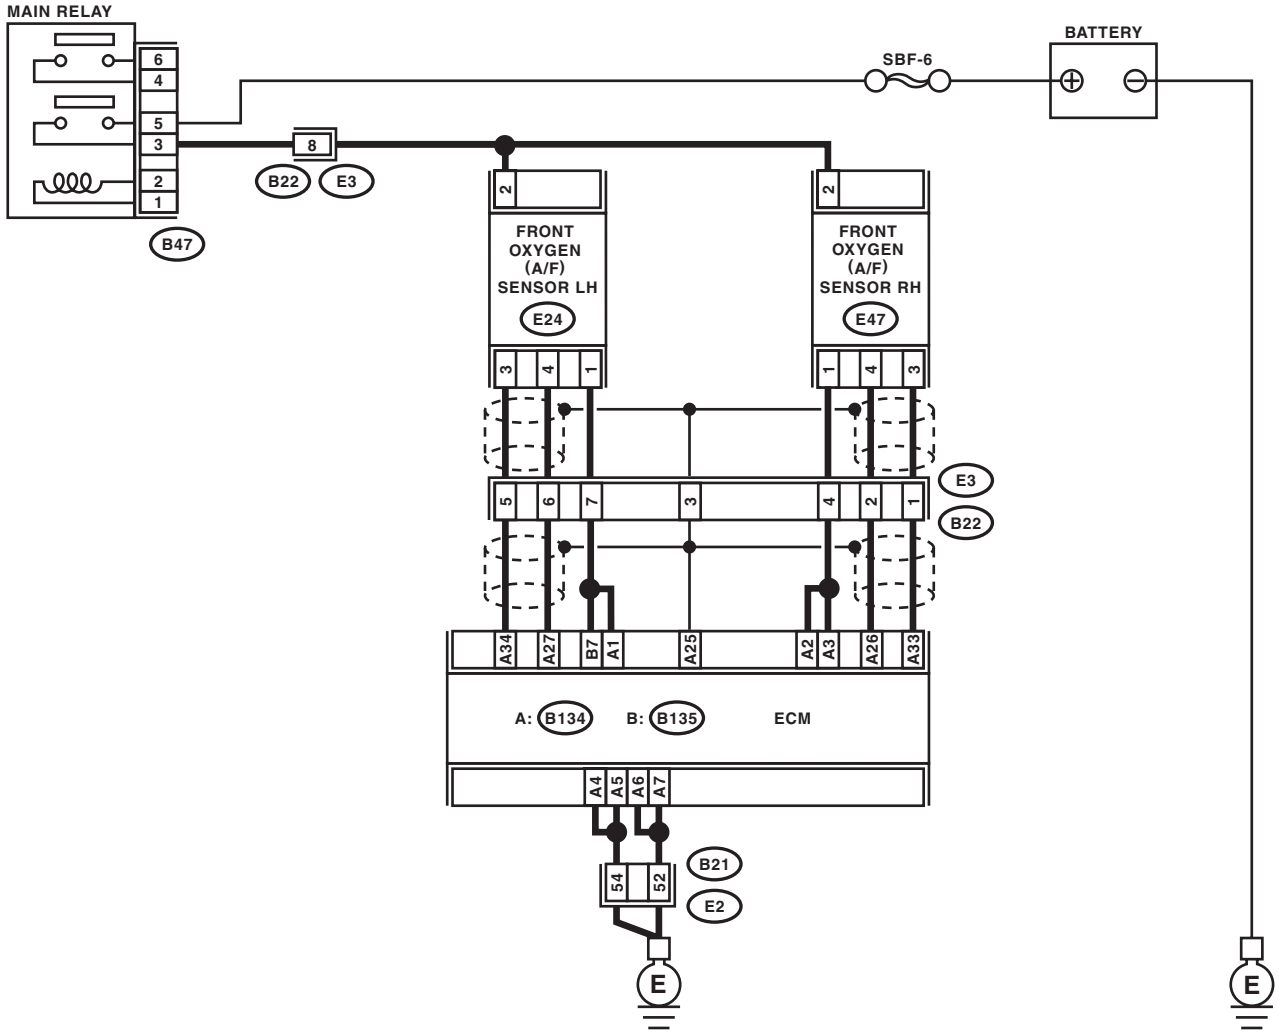 MAIN RELAY
BATTERY
SBF-6
6
4
5
3
2
1
8
B22 E3
B47
2
2
FRONT
OXYGEN
(A/F)
SENSOR LH
E24
FRONT
OXYGEN
(A/F)
SENSOR RH
E47
3 4 1
1 4 3
5 6 7 3 4 2 1
E3
B22
A34 A27 B7 A1 A25 A2 A3 A26 A33
A: B134 B: B135 ECM
A4 A5 A6 A7
54 52
B21
E2
E
E